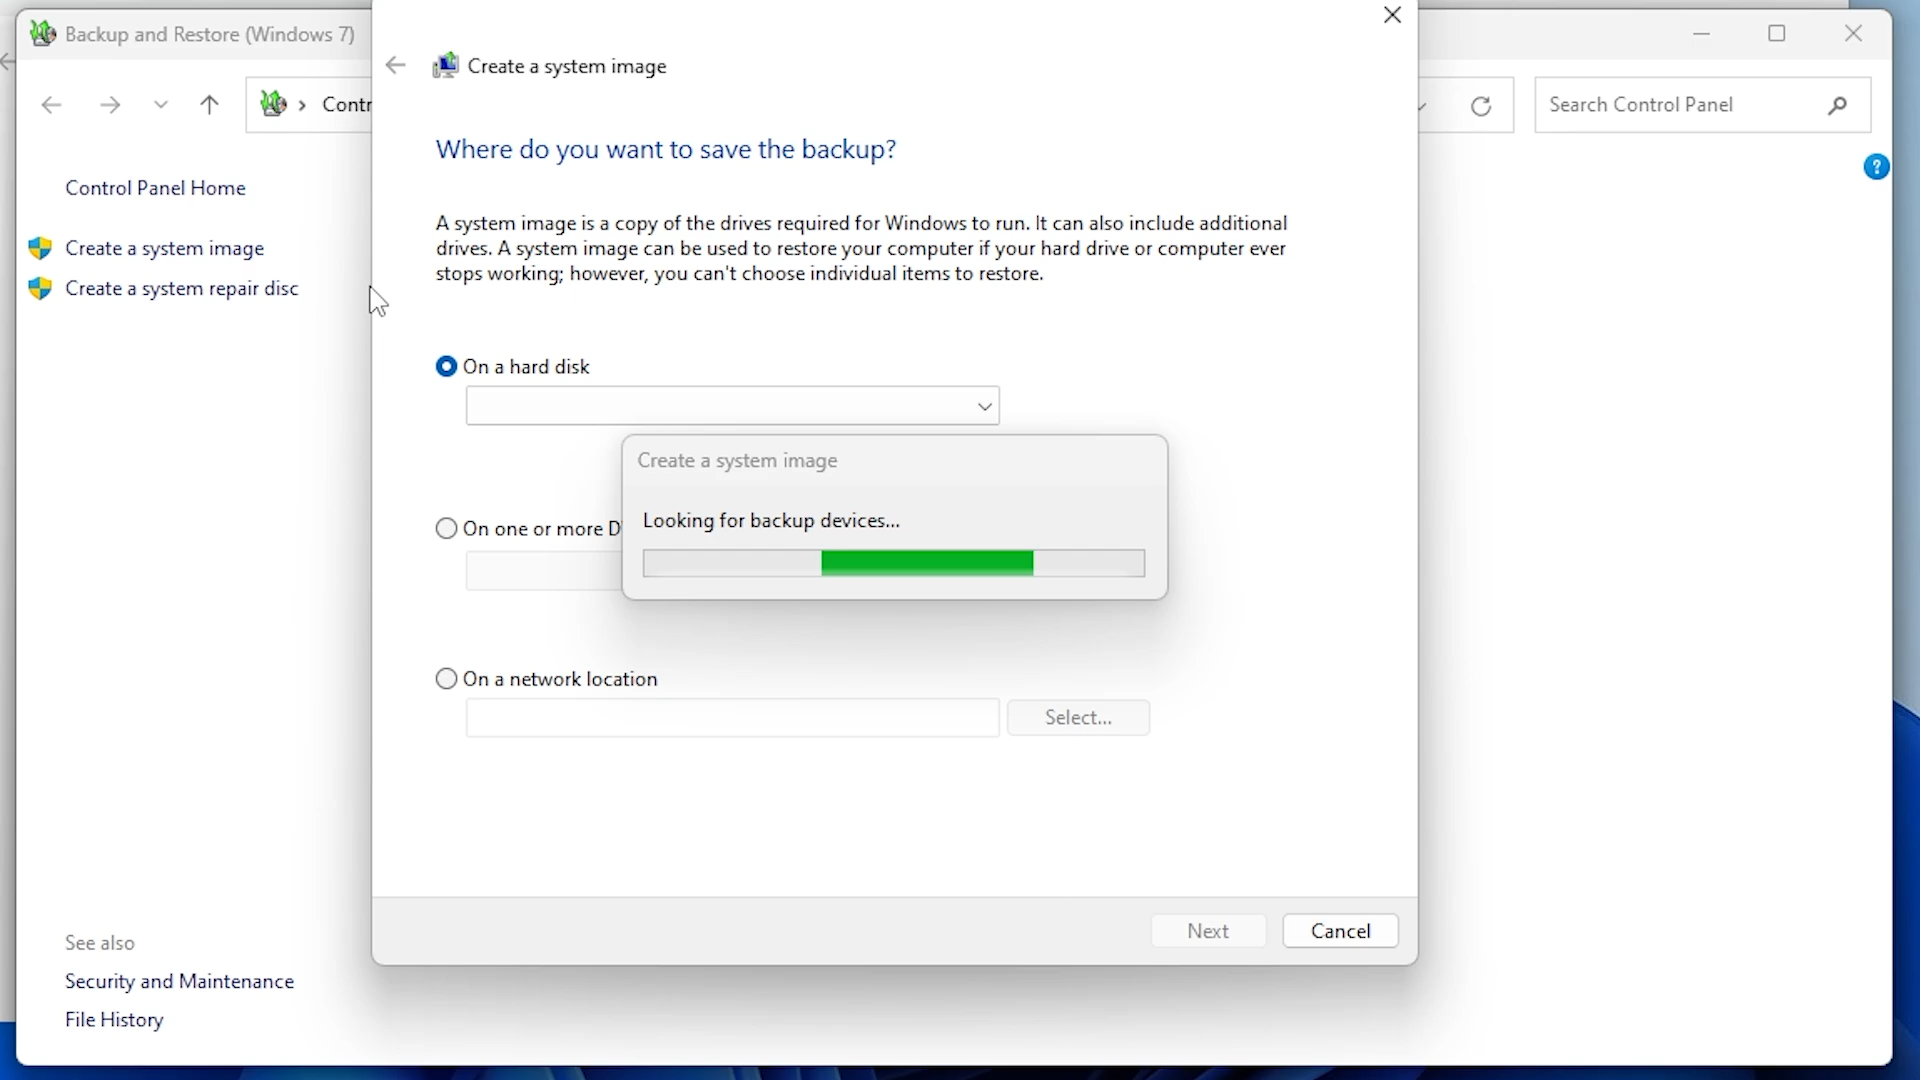 Backup and Restore (Windows 7)
Create a system image
Contr
Search Control Panel
Where do you want to save the backup?
Control Panel Home
A system image is a copy of the drives required for Windows to run. It can also include additional
drives. A system image can be used to restore your computer if your hard drive or computer ever
stops working; however, you can't choose individual items to restore.
Create a system image
Create a system repair disc
On a hard disk
Create a system image
Looking for backup devices...
On one or more D
On a network location
Select...
Next
Cancel
See also
Security and Maintenance
File History